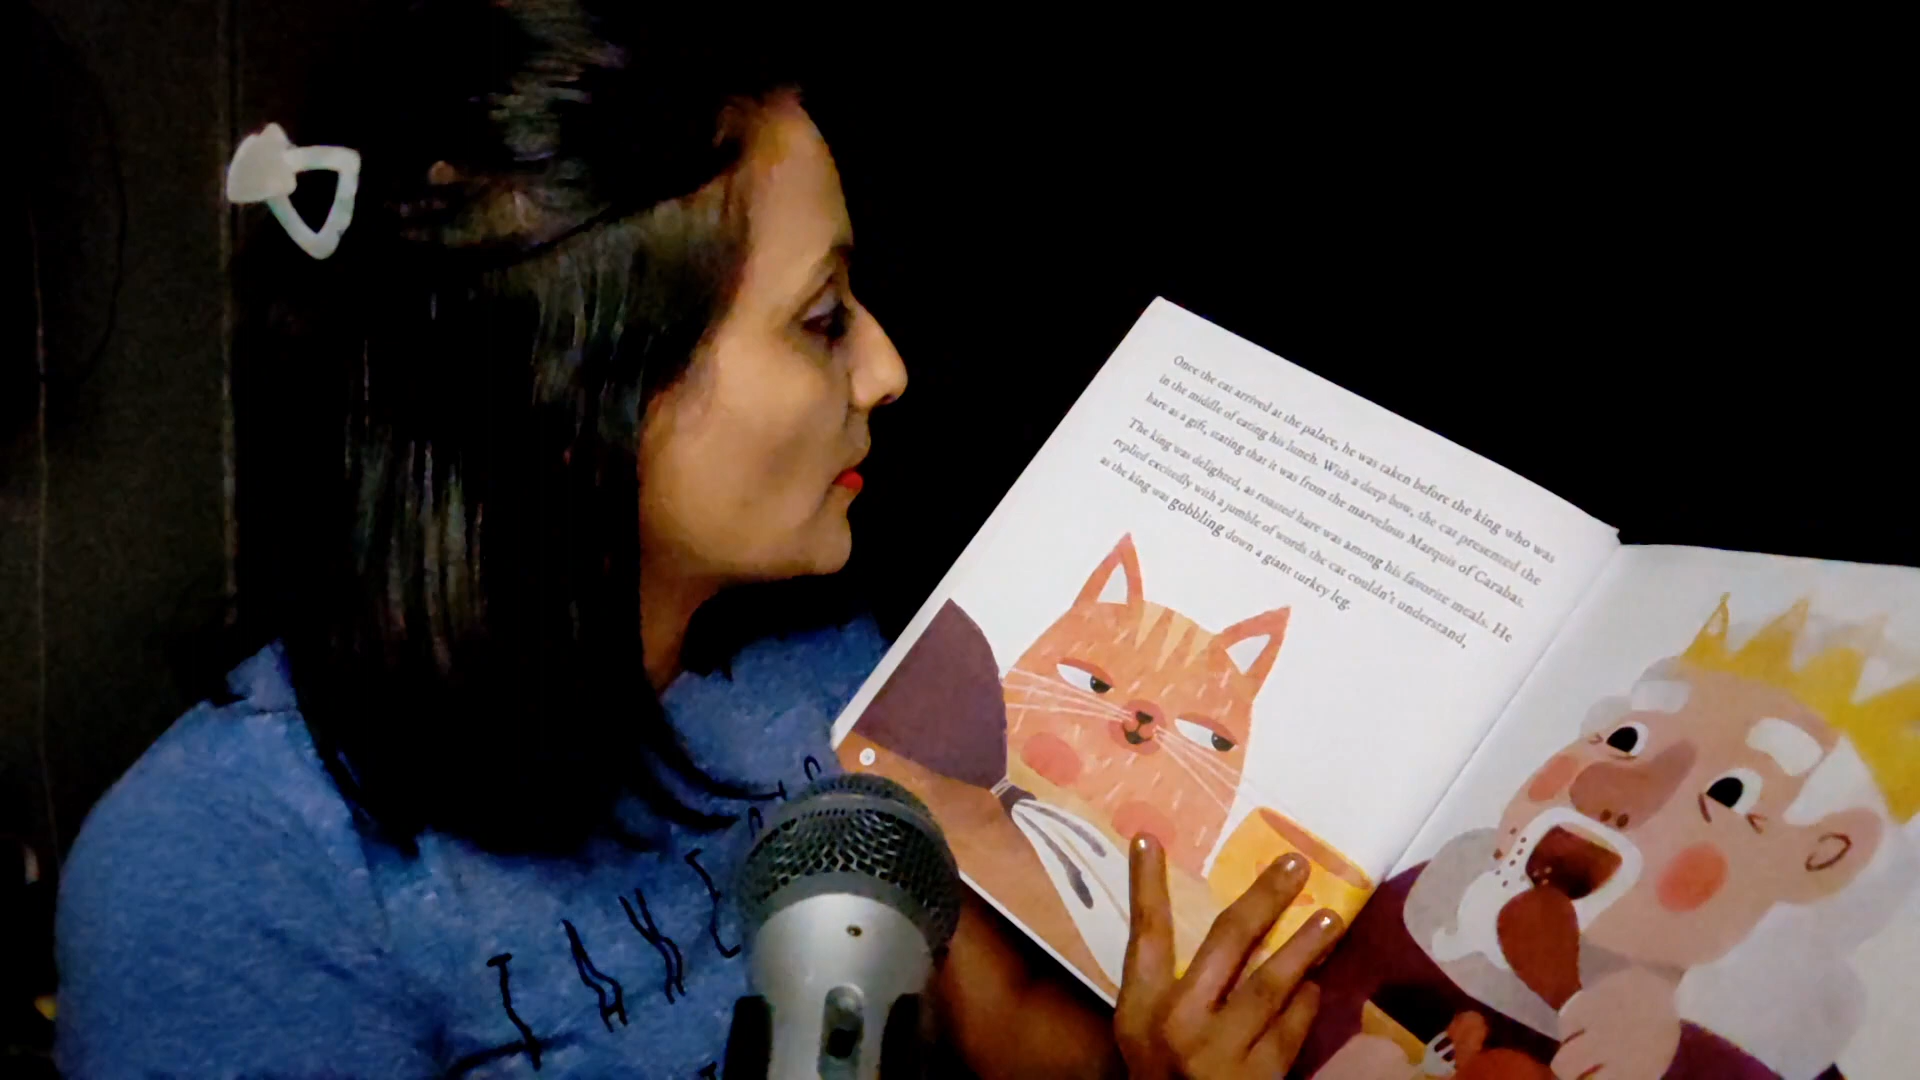 Once the cat arrived at the palace, he was taken before the king who was
in the middle of eating his lunch. With a deep bow, the cat presented the
hare as a gift, stating that it was from the marvelous Marquis of Carabas.
The king was delighted, as roasted hare was among his favorite meals. He
replied excitedly with a jumble of words the cat couldn't understand,
as the king was gobbling down a giant turkey leg.
TAKE